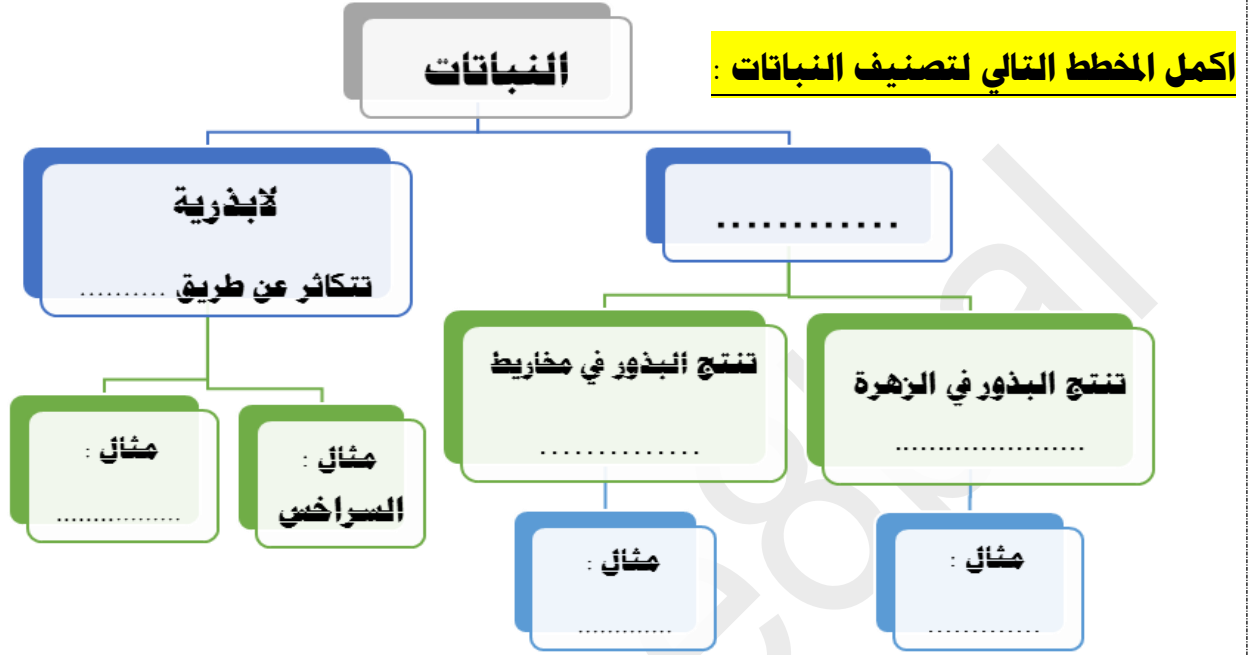 اكمل المخطط التالي لتصنيف النباتات :
النباتات
............
لابذرية
تتكاثر عن طريق ..........
تنتج البذور في الزهرة
......................
تنتج البذور في مخاريط
..............
مثال :
السراخس
مثال :
..................
مثال :
.............
مثال :
.............